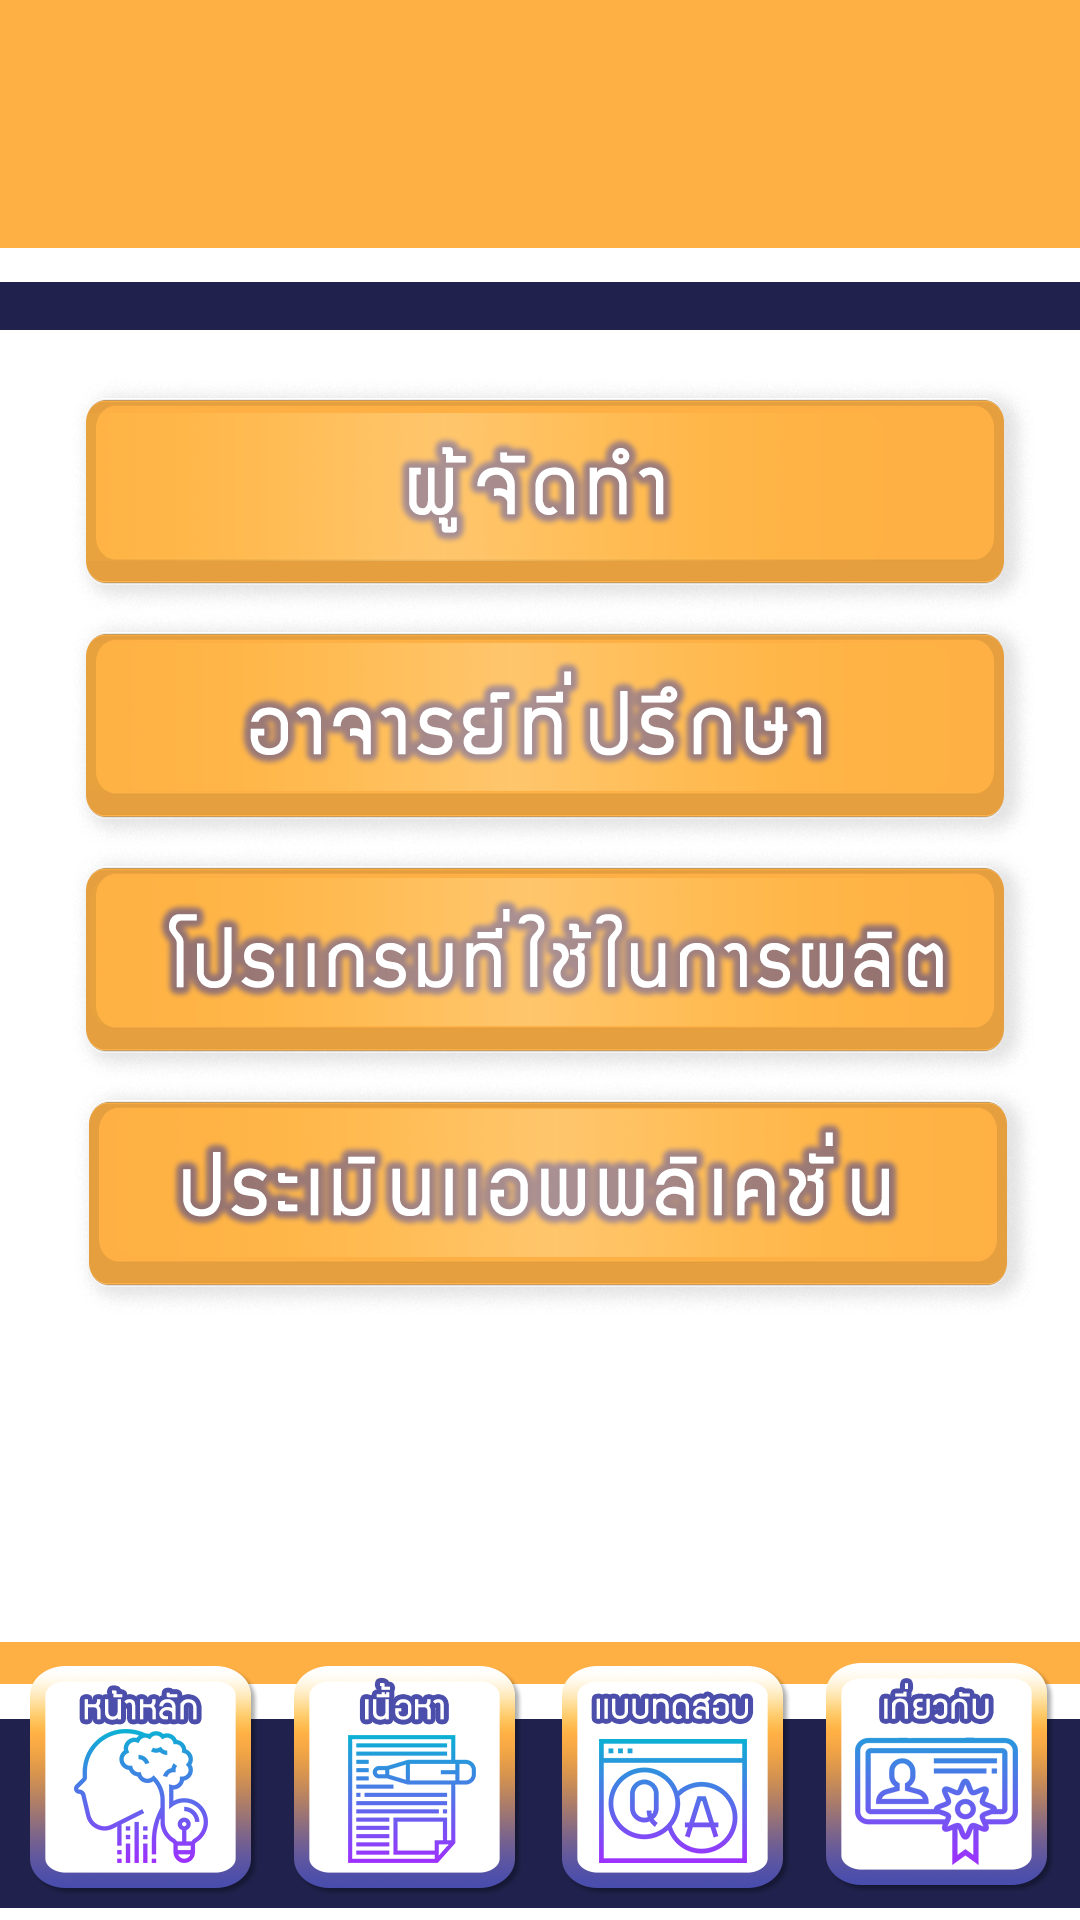 ผู้จัดทำ
อาจารย์ที่ปรึกษา
โปรแกรมที่ใช้ในการผลิต
ประเมินแอพพลิเคชั่น
หน้าหลัก
เนื้อหา
แบบทดสอบ
เกี่ยวกับ
Q A